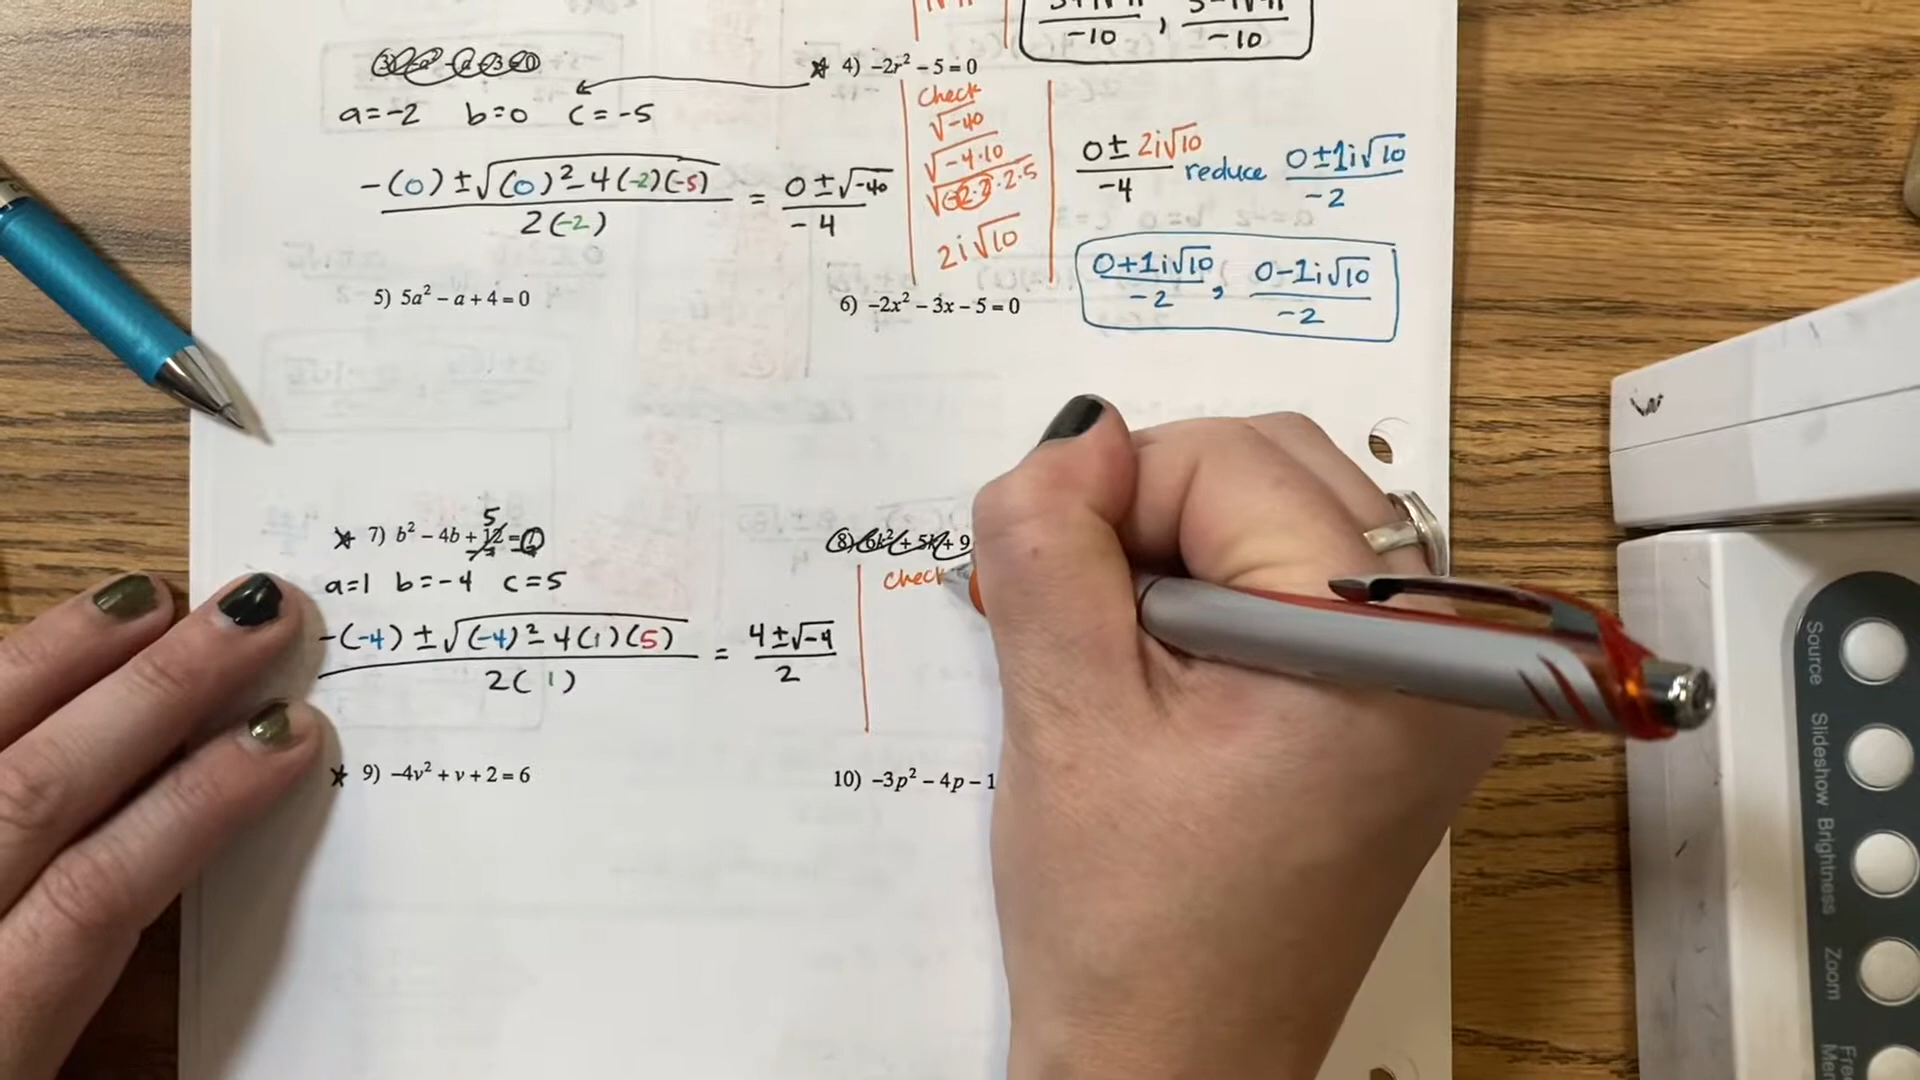 -10 , -10
4) -2r² - 5 = 0
a=-2 b=0 c=-5
-(0) ±√(0)²-4(-2)(-5) / 2(-2) = 0±√-40 / -4
check
√-40
√-4·10
√-2·2·2·5
2i√10
0± 2i√10 / -4 reduce 0±1i√10 / -2
0+1i√10 / -2 , 0-1i√10 / -2
5) 5a² - a + 4 = 0
6) -2x² - 3x - 5 = 0
5
7) b² - 4b + 12 =
8) 6k² + 5k + 9
a=1 b=-4 c=5
check
-(-4) ±√(-4)²-4(1)(5) / 2(1) = 4±√-4 / 2
9) -4v² + v + 2 = 6
10) -3p² - 4p - 1
Source
Slideshow
Brightness
Zoom